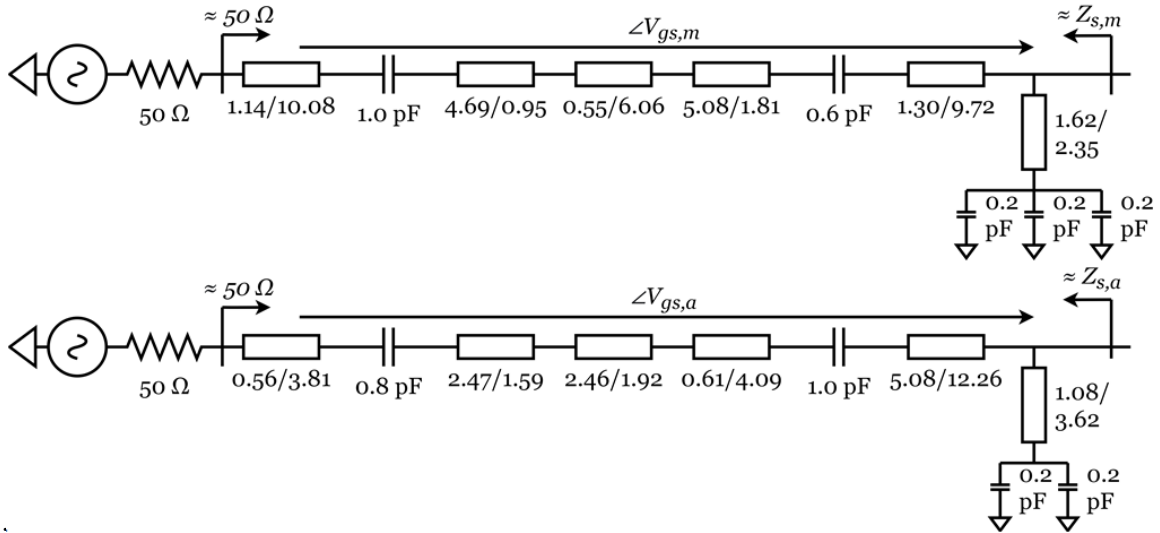 ≈ 50 Ω
∠Vgs,m
≈ Zs,m
50 Ω
1.14/10.08
1.0 pF
4.69/0.95
0.55/6.06
5.08/1.81
0.6 pF
1.30/9.72
1.62/
2.35
0.2
pF
0.2
pF
0.2
pF
≈ 50 Ω
∠Vgs,a
≈ Zs,a
50 Ω
0.56/3.81
0.8 pF
2.47/1.59
2.46/1.92
0.61/4.09
1.0 pF
5.08/12.26
1.08/
3.62
0.2
pF
0.2
pF